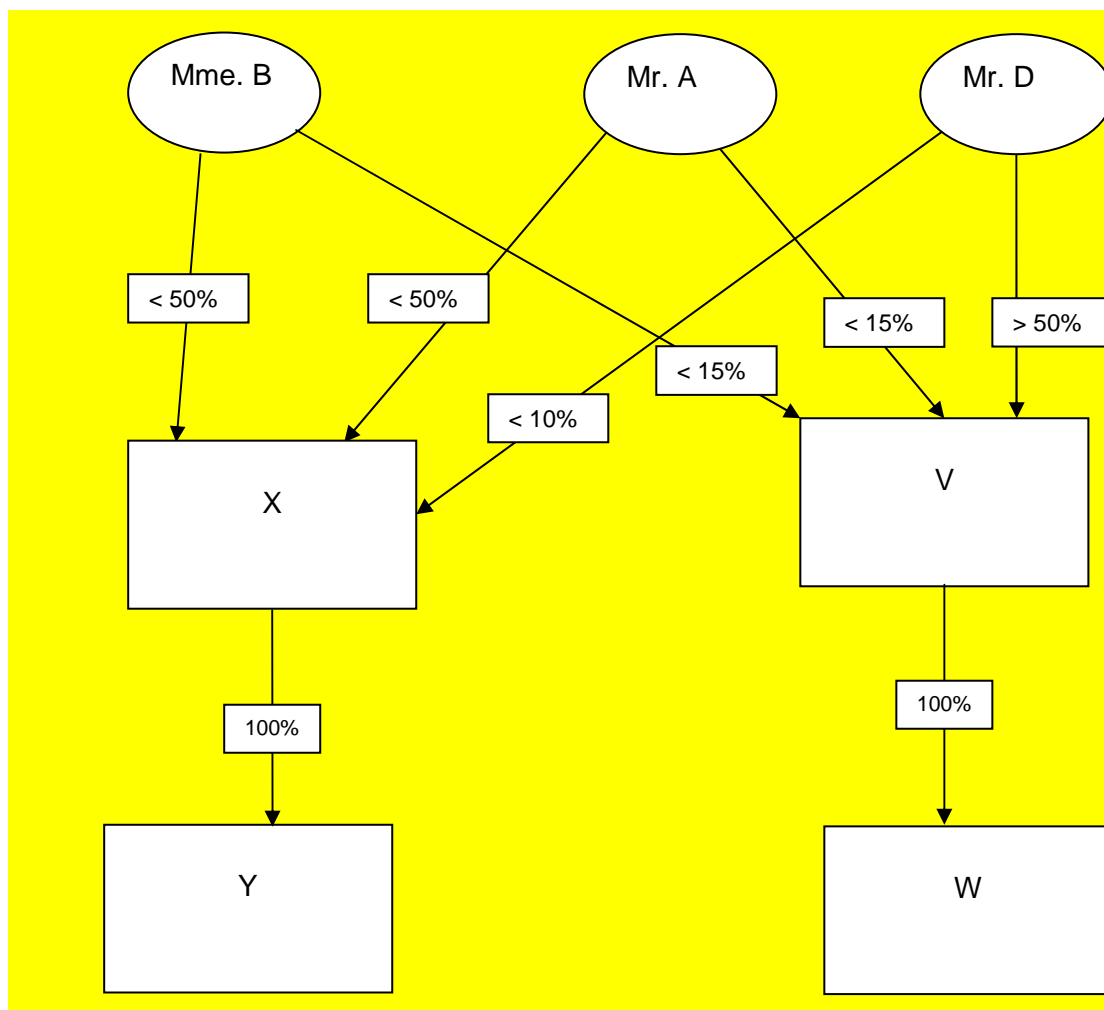 Mme. B
Mr. A
Mr. D
< 50%
< 50%
< 15%
> 50%
< 15%
< 10%
X
V
100%
100%
Y
W